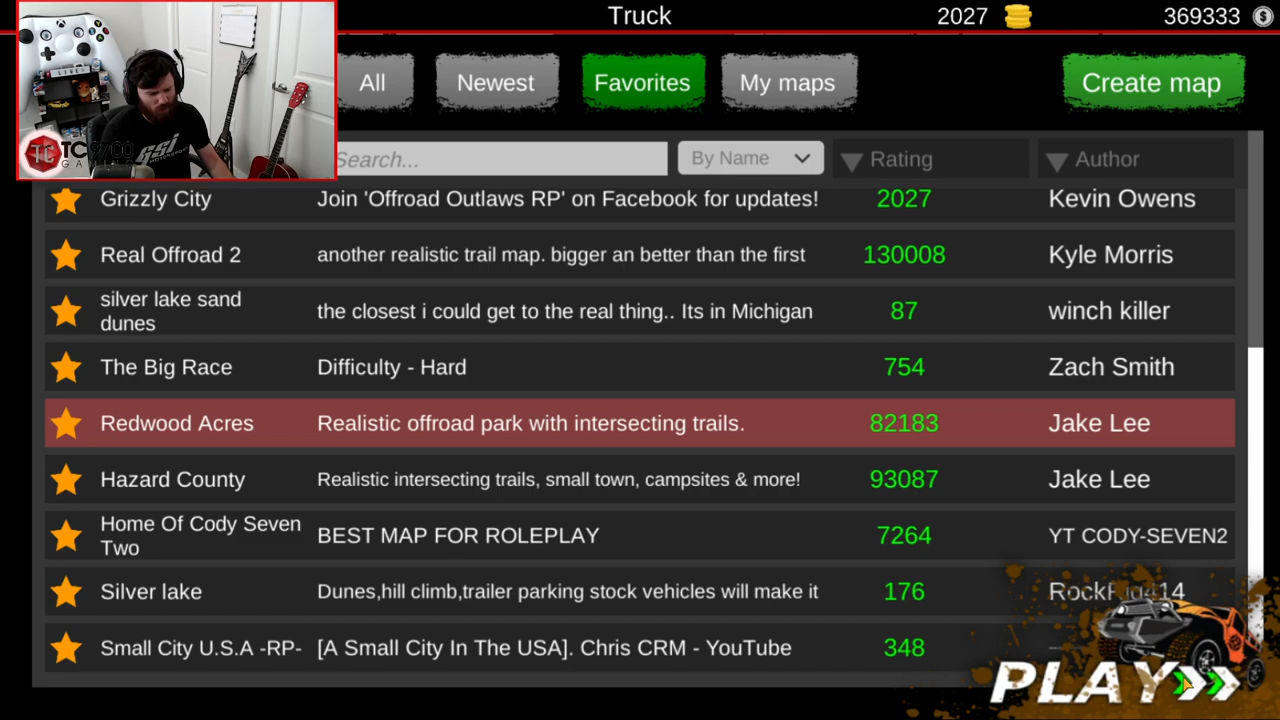 Truck
2027
369333
All
Newest
Favorites
My maps
Create map
Search...
By Name
Rating
Author
Grizzly City
Join 'Offroad Outlaws RP' on Facebook for updates!
2027
Kevin Owens
Real Offroad 2
another realistic trail map. bigger an better than the first
130008
Kyle Morris
silver lake sand
dunes
the closest i could get to the real thing.. Its in Michigan
87
winch killer
The Big Race
Difficulty - Hard
754
Zach Smith
Redwood Acres
Realistic offroad park with intersecting trails.
82183
Jake Lee
Hazard County
Realistic intersecting trails, small town, campsites & more!
93087
Jake Lee
Home Of Cody Seven
Two
BEST MAP FOR ROLEPLAY
7264
YT CODY-SEVEN2
Silver lake
Dunes,hill climb,trailer parking stock vehicles will make it
176
Small City U.S.A -RP-
[A Small City In The USA]. Chris CRM - YouTube
348
PLAY
LIVE
TC
gsi